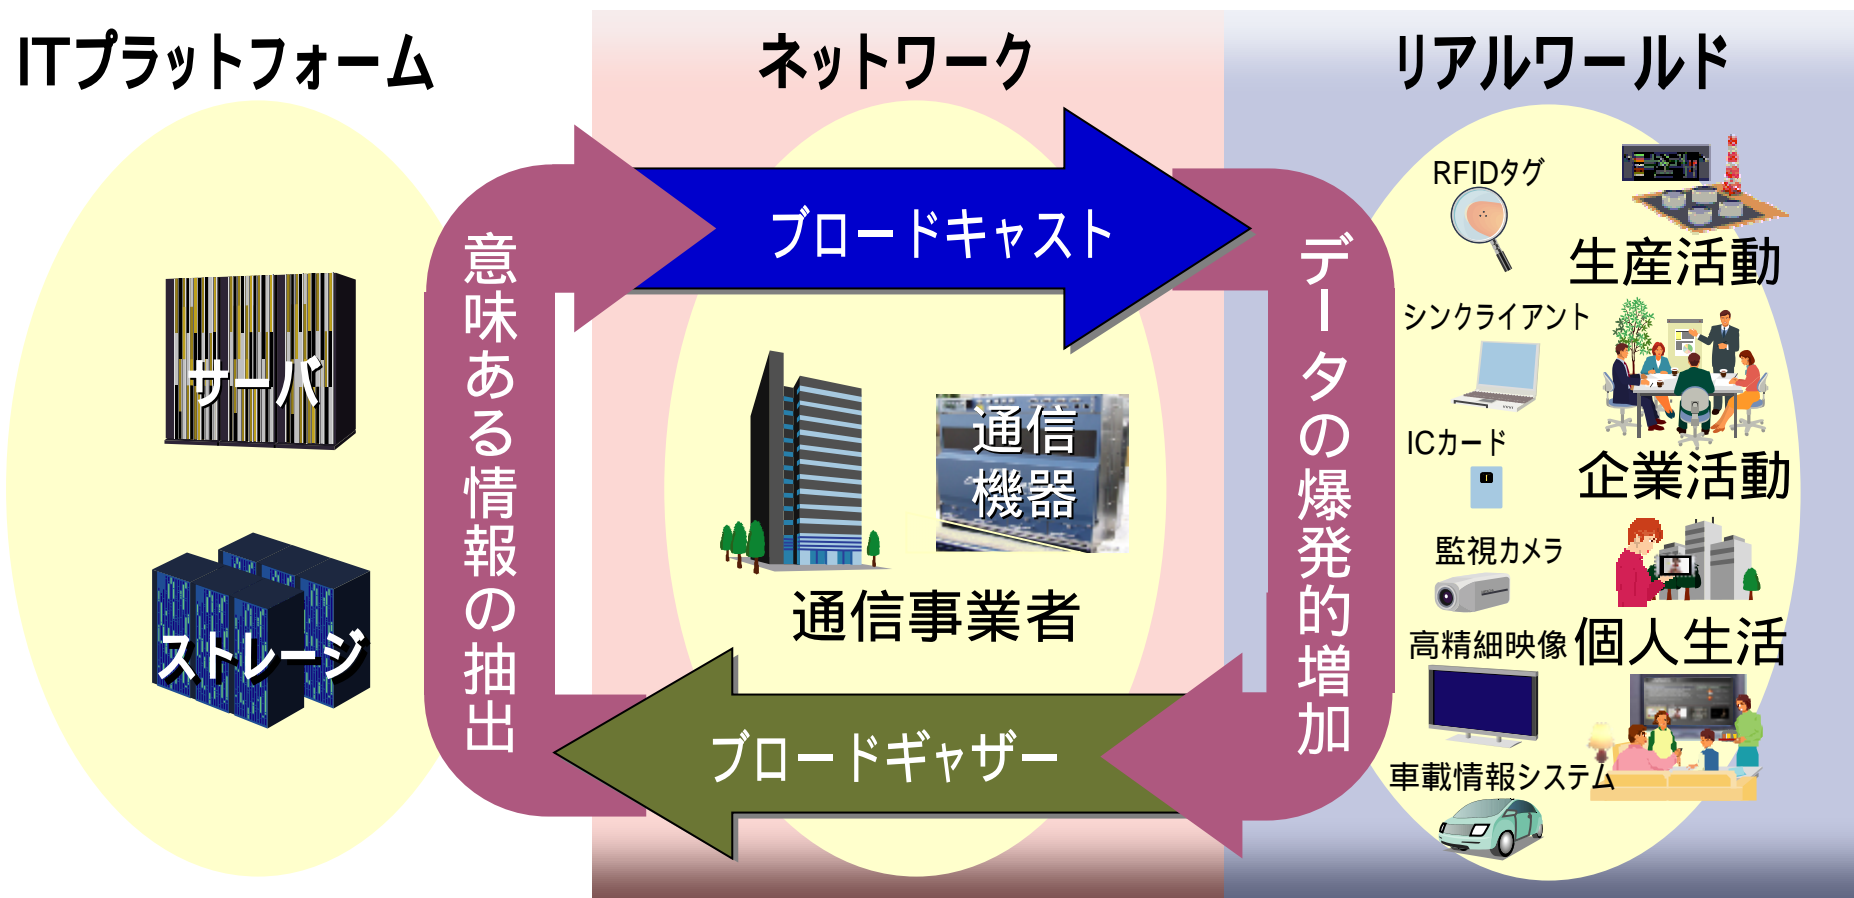 ITプラットフォーム
ネットワーク
リアルワールド
サーバ
ストレージ
意味ある情報の抽出
ブロードキャスト
通信
機器
通信事業者
ブロードギャザー
データの爆発的増加
RFIDタグ
生産活動
シンクライアント
企業活動
ICカード
監視カメラ
高精細映像
個人生活
車載情報システム